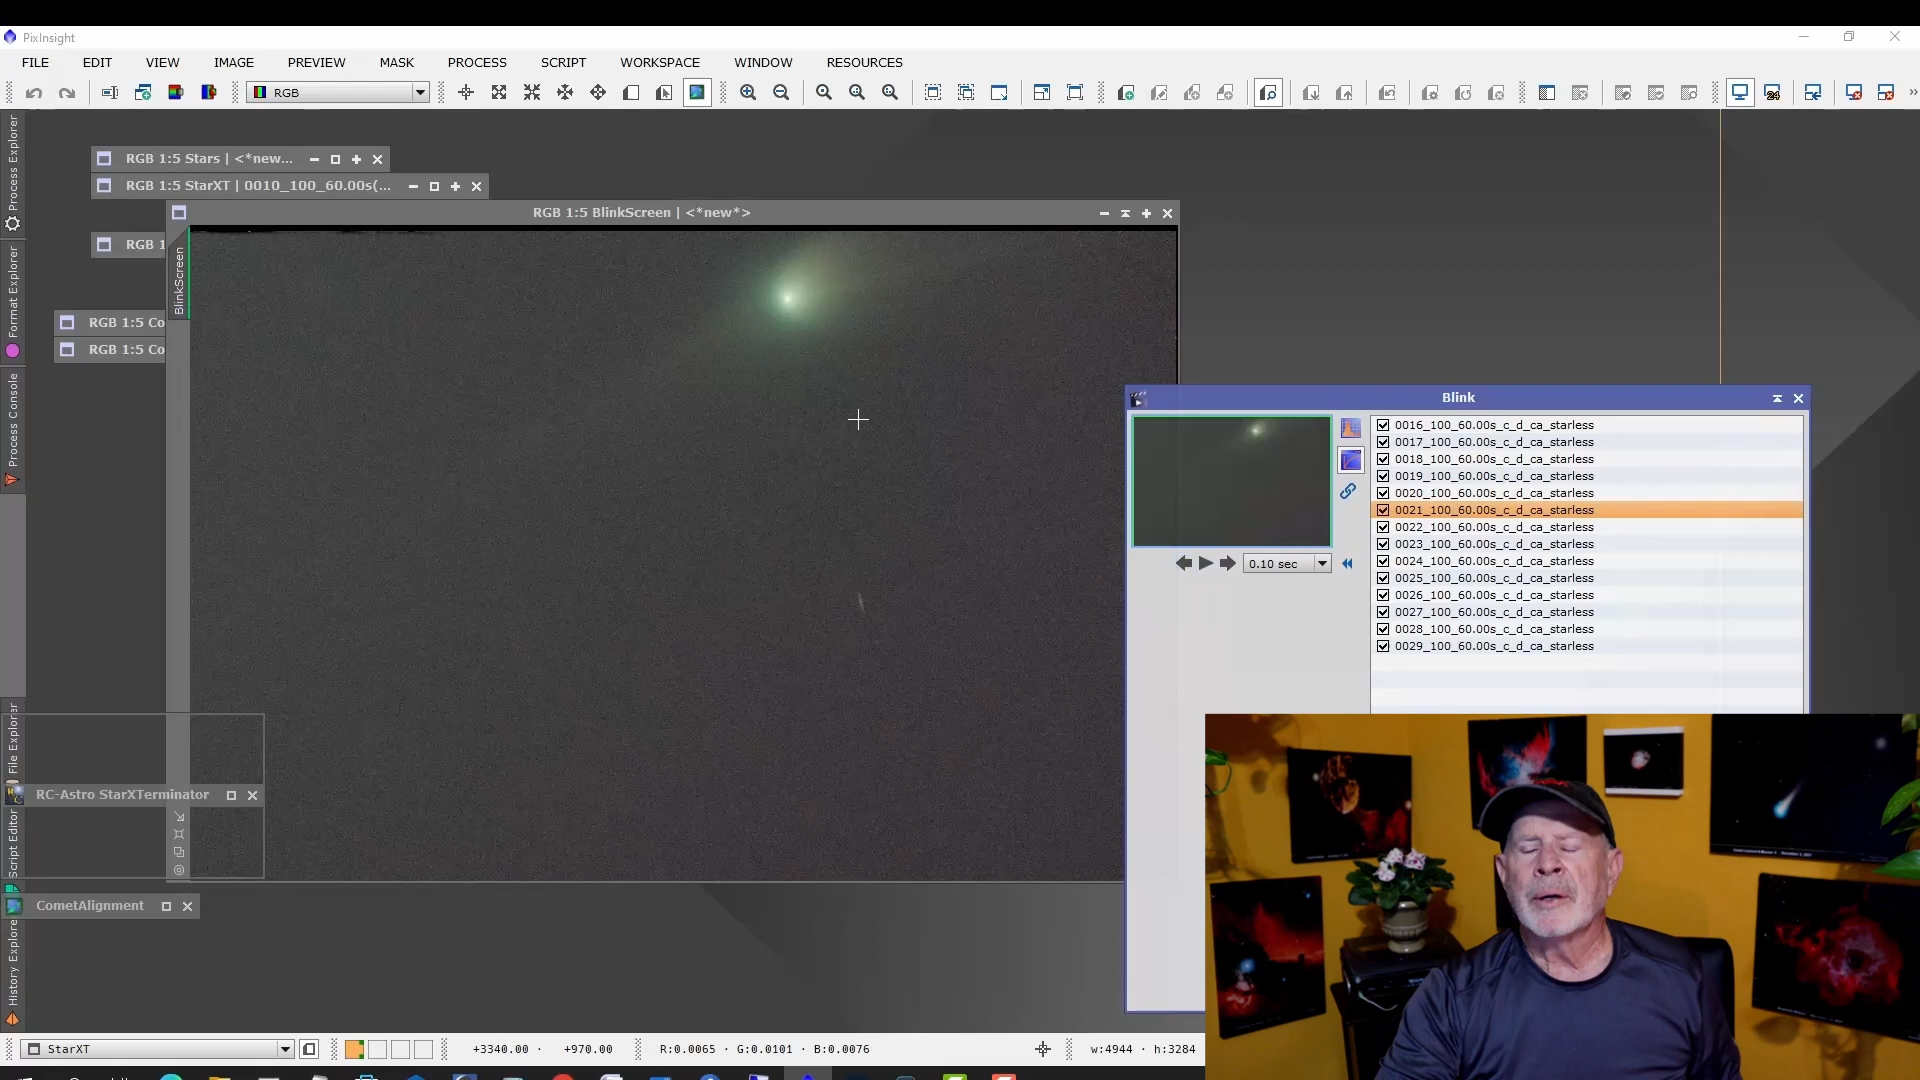 PixInsight
FILE EDIT VIEW IMAGE PREVIEW MASK PROCESS SCRIPT WORKSPACE WINDOW RESOURCES
RGB
24
Process Explorer
Format Explorer
Process Console
File Explorer
Script Editor
History Explore
RGB 1:5 Stars | <*new...
RGB 1:5 StarXT | 0010_100_60.00s(...
RGB 1:5 BlinkScreen | <*new*>
RGB 1
RGB 1:5 Co
RGB 1:5 Co
BlinkScreen
Blink
0016_100_60.00s_c_d_ca_starless
0017_100_60.00s_c_d_ca_starless
0018_100_60.00s_c_d_ca_starless
0019_100_60.00s_c_d_ca_starless
0020_100_60.00s_c_d_ca_starless
0021_100_60.00s_c_d_ca_starless
0022_100_60.00s_c_d_ca_starless
0023_100_60.00s_c_d_ca_starless
0024_100_60.00s_c_d_ca_starless
0025_100_60.00s_c_d_ca_starless
0026_100_60.00s_c_d_ca_starless
0027_100_60.00s_c_d_ca_starless
0028_100_60.00s_c_d_ca_starless
0029_100_60.00s_c_d_ca_starless
0.10 sec
RC-Astro StarXTerminator
CometAlignment
StarXT
+3340.00 · +970.00
R:0.0065 · G:0.0101 · B:0.0076
w:4944 · h:3284